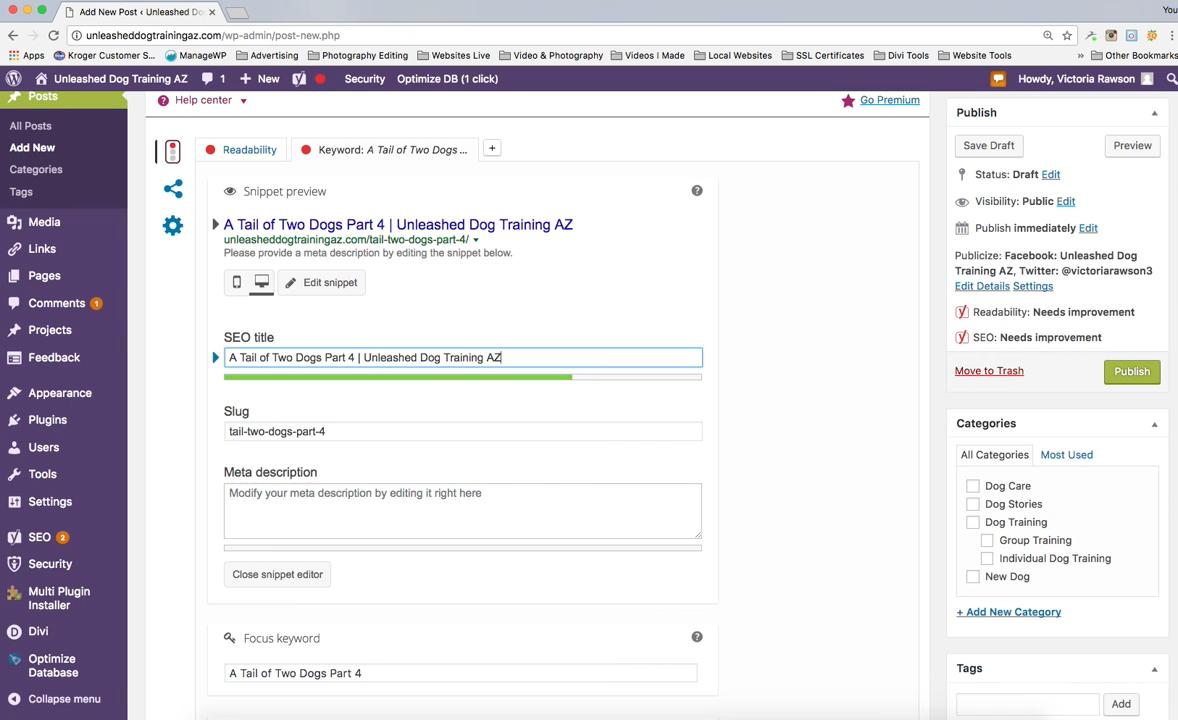 Add New Post ‹ Unleashed D
You
unleasheddogtrainingaz.com/wp-admin/post-new.php
Apps
Kroger Customer S...
ManageWP
Advertising
Photography Editing
Websites Live
Video & Photography
Videos I Made
Local Websites
SSL Certificates
Divi Tools
Website Tools
»
Other Bookmarks
Unleashed Dog Training AZ
1
New
Security
Optimize DB (1 click)
Howdy, Victoria Rawson
Posts
All Posts
Add New
Categories
Tags
Media
Links
Pages
Comments 1
Projects
Feedback
Appearance
Plugins
Users
Tools
Settings
SEO 2
Security
Multi Plugin
Installer
Divi
Optimize
Database
Collapse menu
Help center
Go Premium
Readability
Keyword: A Tail of Two Dogs ...
+
Snippet preview
A Tail of Two Dogs Part 4 | Unleashed Dog Training AZ
unleasheddogtrainingaz.com/tail-two-dogs-part-4/
Please provide a meta description by editing the snippet below.
Edit snippet
SEO title
A Tail of Two Dogs Part 4 | Unleashed Dog Training AZ
Slug
tail-two-dogs-part-4
Meta description
Modify your meta description by editing it right here
Close snippet editor
Focus keyword
A Tail of Two Dogs Part 4
Publish
Save Draft
Preview
Status: Draft Edit
Visibility: Public Edit
Publish immediately Edit
Publicize: Facebook: Unleashed Dog
Training AZ, Twitter: @victoriarawson3
Edit Details Settings
Readability: Needs improvement
SEO: Needs improvement
Move to Trash
Publish
Categories
All Categories
Most Used
Dog Care
Dog Stories
Dog Training
Group Training
Individual Dog Training
New Dog
+ Add New Category
Tags
Add